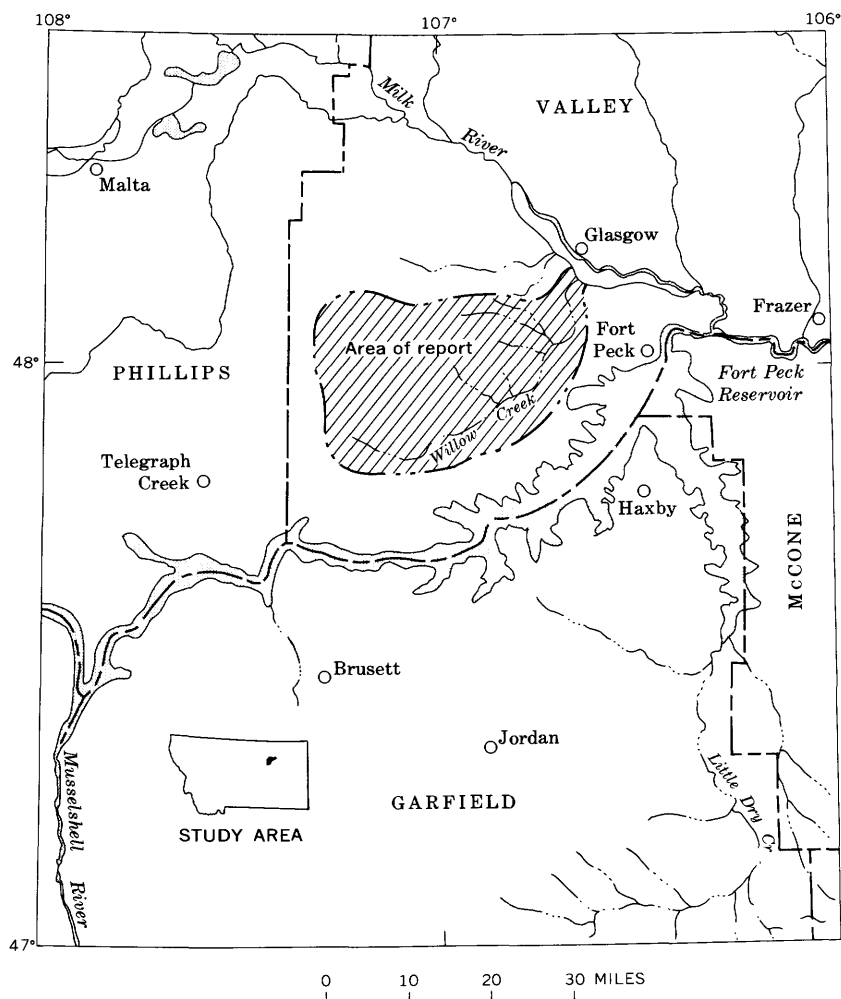 108°
107°
106°
48°
Milk
River
VALLEY
Malta
Glasgow
Frazer
Fort
Peck
Area of report
48°
PHILLIPS
Fort Peck
Reservoir
Willow Creek
Telegraph
Creek
Haxby
McCONE
Brusett
Jordan
Musselshell
River
STUDY AREA
GARFIELD
Little Dry Cr
47°
0 10 20 30 MILES